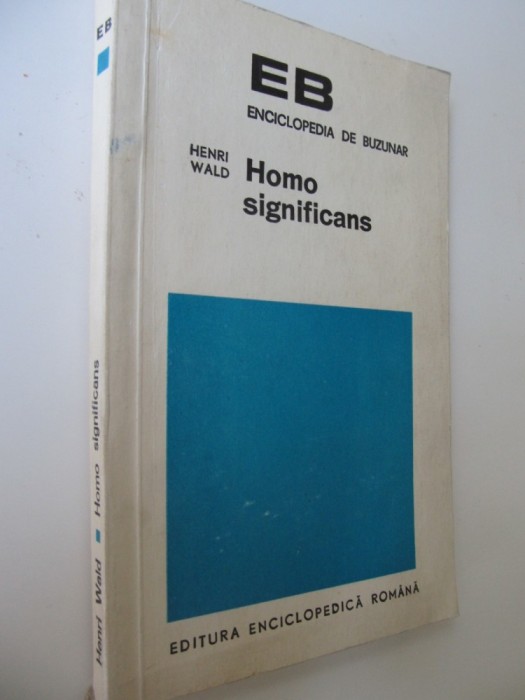 EB
ENCICLOPEDIA DE BUZUNAR
HENRI
WALD
Homo
significans
EDITURA ENCICLOPEDICĂ ROMÂNĂ
EB
Henri Wald Homo significans